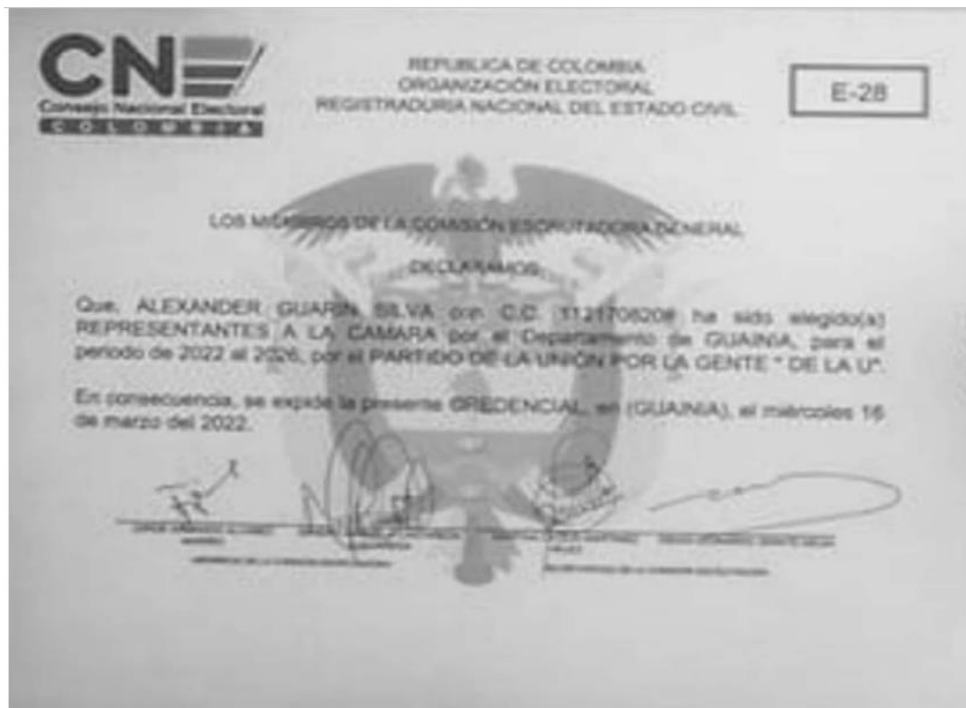 CNE
Consejo Nacional Electoral
COLOMBIA
REPUBLICA DE COLOMBIA
ORGANIZACIÓN ELECTORAL
REGISTRADURIA NACIONAL DEL ESTADO CIVIL
E-28
LOS MIEMBROS DE LA COMISIÓN ESCRUTADORA GENERAL
DECLARAMOS:
Que, ALEXANDER GUARIN SILVA con C.C. ha sido elegido(a)
REPRESENTANTES A LA CAMARA por el Departamento de GUAINIA, para el
periodo de 2022 al 2026, por el PARTIDO DE LA UNIÓN POR LA GENTE " DE LA U".
En consecuencia, se expide la presente CREDENCIAL, en (GUAINIA), el miércoles 16
de marzo del 2022.